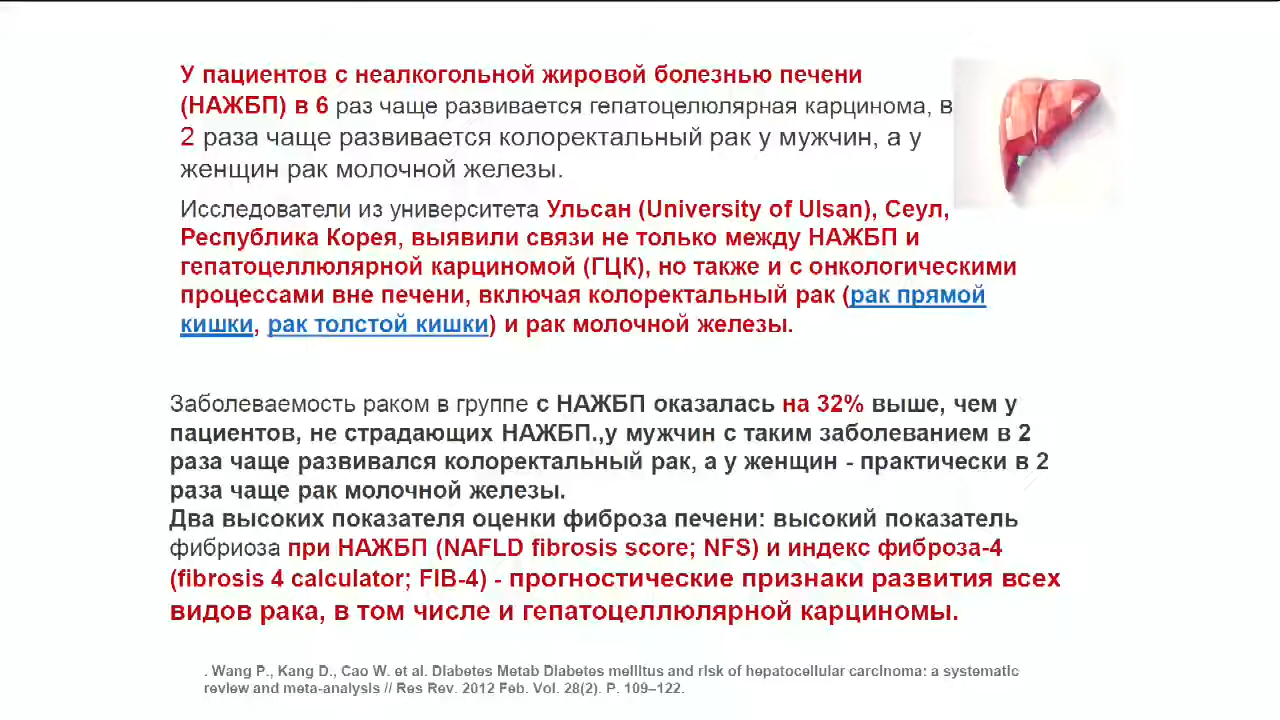 У пациентов с неалкогольной жировой болезнью печени
(НАЖБП) в 6 раз чаще развивается гепатоцелюлярная карцинома, в
2 раза чаще развивается колоректальный рак у мужчин, а у
женщин рак молочной железы.
Исследователи из университета Ульсан (University of Ulsan), Сеул,
Республика Корея, выявили связи не только между НАЖБП и
гепатоцеллюлярной карциномой (ГЦК), но также и с онкологическими
процессами вне печени, включая колоректальный рак (рак прямой
кишки, рак толстой кишки) и рак молочной железы.
Заболеваемость раком в группе с НАЖБП оказалась на 32% выше, чем у
пациентов, не страдающих НАЖБП.,у мужчин с таким заболеванием в 2
раза чаще развивался колоректальный рак, а у женщин - практически в 2
раза чаще рак молочной железы.
Два высоких показателя оценки фиброза печени: высокий показатель
фибриоза при НАЖБП (NAFLD fibrosis score; NFS) и индекс фиброза-4
(fibrosis 4 calculator; FIB-4) - прогностические признаки развития всех
видов рака, в том числе и гепатоцеллюлярной карциномы.
. Wang P., Kang D., Cao W. et al. Diabetes Metab Diabetes mellitus and risk of hepatocellular carcinoma: a systematic
review and meta-analysis // Res Rev. 2012 Feb. Vol. 28(2). P. 109–122.